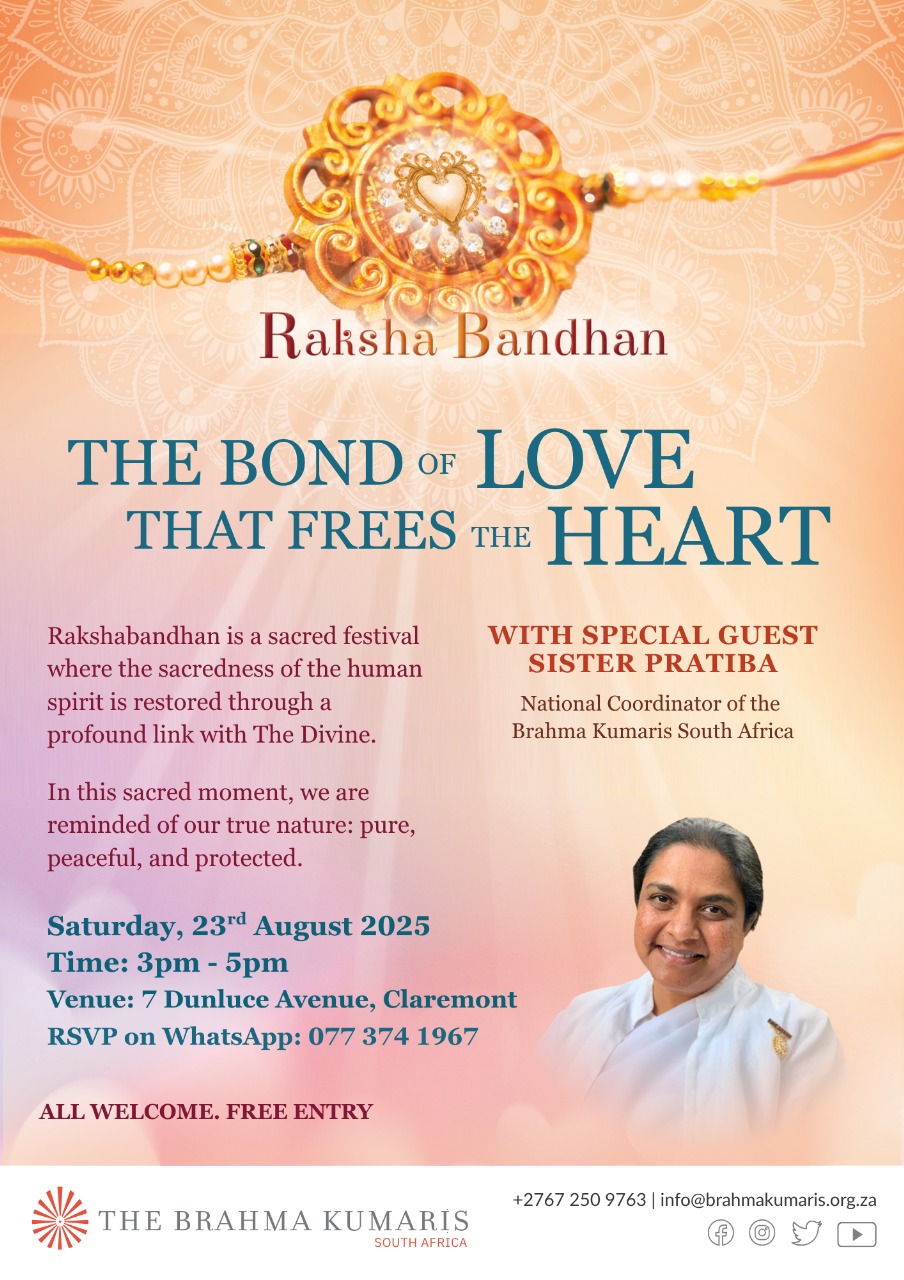 Raksha Bandhan
THE BOND OF LOVE
THAT FREES THE HEART
Rakshabandhan is a sacred festival
where the sacredness of the human
spirit is restored through a
profound link with The Divine.
In this sacred moment, we are
reminded of our true nature: pure,
peaceful, and protected.
WITH SPECIAL GUEST
SISTER PRATIBA
National Coordinator of the
Brahma Kumaris South Africa
Saturday, 23rd August 2025
Time: 3pm - 5pm
Venue: 7 Dunluce Avenue, Claremont
RSVP on WhatsApp: 077 374 1967
ALL WELCOME. FREE ENTRY
THE BRAHMA KUMARIS
SOUTH AFRICA
+2767 250 9763 | info@brahmakumaris.org.za